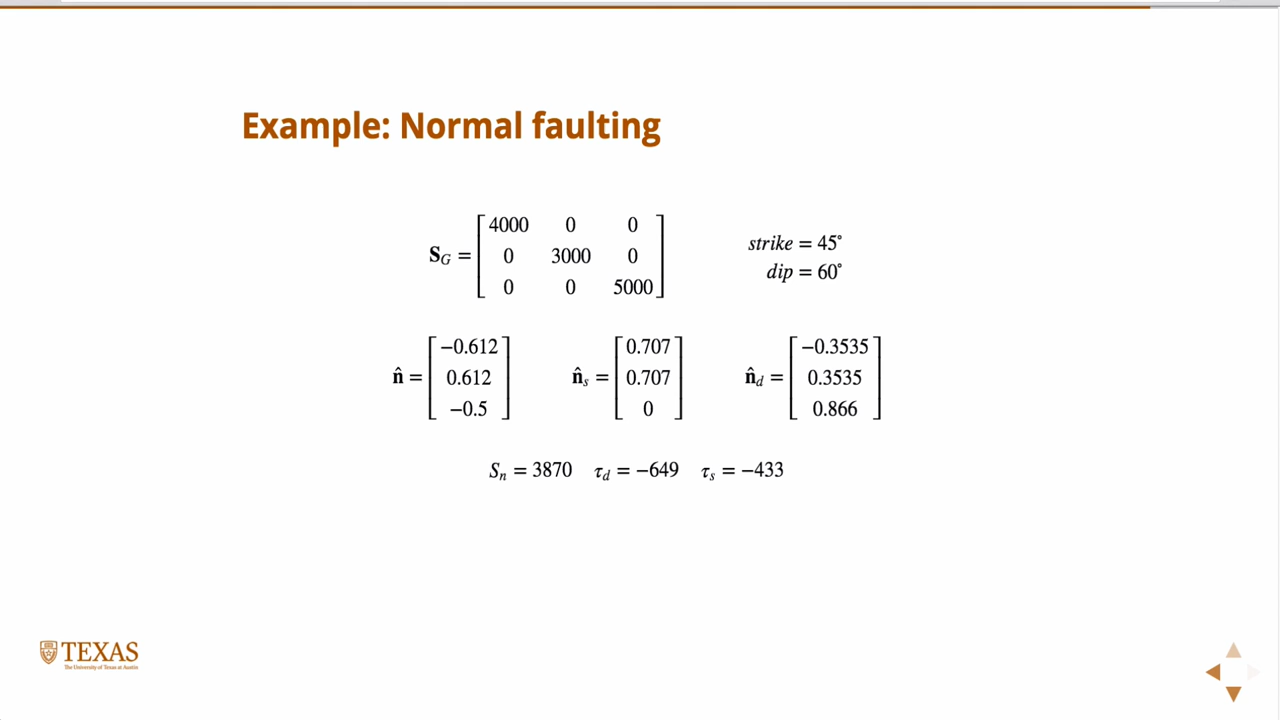 Example: Normal faulting
S_G = [4000 0 0; 0 3000 0; 0 0 5000]
strike = 45°
dip = 60°
n̂ = [−0.612; 0.612; −0.5] n̂_s = [0.707; 0.707; 0] n̂_d = [−0.3535; 0.3535; 0.866]
S_n = 3870 τ_d = −649 τ_s = −433
TEXAS
The University of Texas at Austin